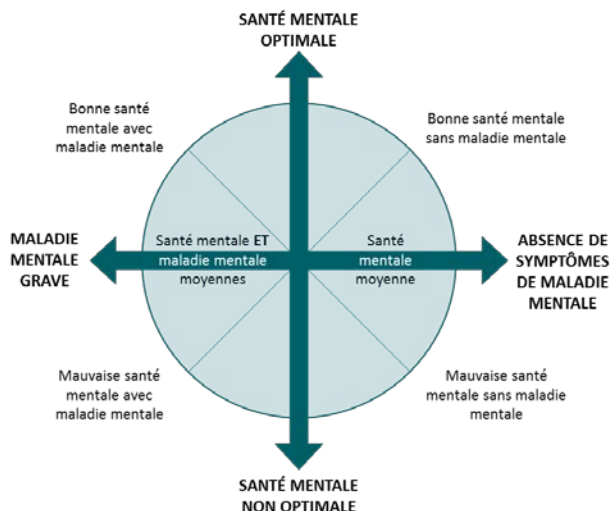 SANTÉ MENTALE
OPTIMALE
Bonne santé
mentale avec
maladie mentale
Bonne santé mentale
sans maladie mentale
MALADIE
MENTALE
GRAVE
Santé mentale ET
maladie mentale
moyennes
Santé
mentale
moyenne
ABSENCE DE
SYMPTÔMES
DE MALADIE
MENTALE
Mauvaise santé
mentale avec
maladie mentale
Mauvaise santé
mentale sans maladie
mentale
SANTÉ MENTALE
NON OPTIMALE